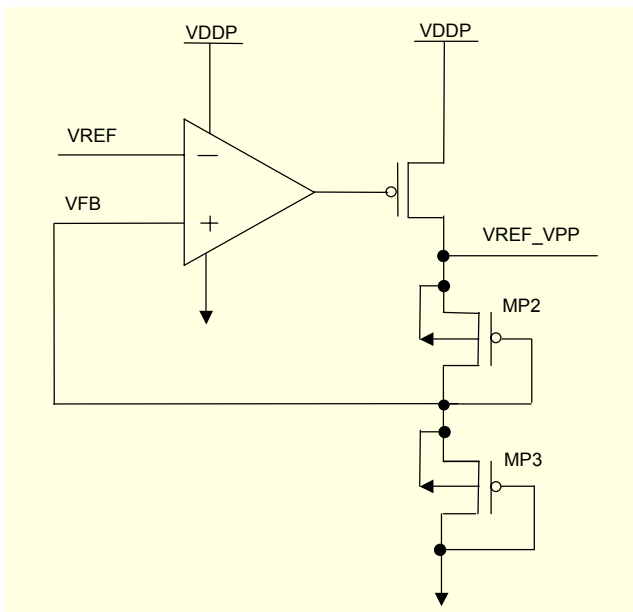 VDDP
VDDP
VREF
−
VFB
+
VREF_VPP
MP2
MP3